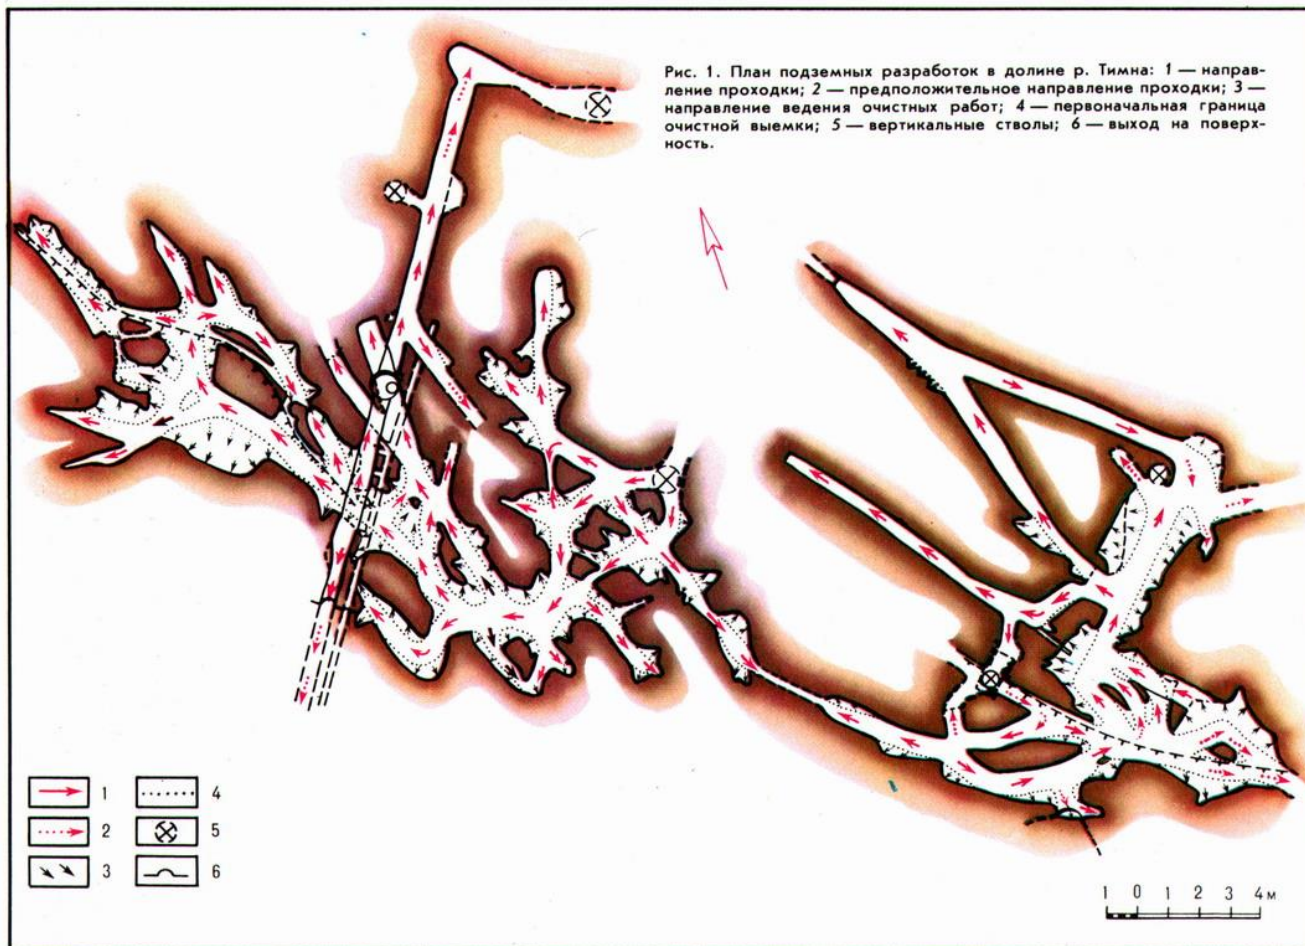 Рис. 1. План подземных разработок в долине р. Тимна: 1 — направ-
ление проходки; 2 — предположительное направление проходки; 3 —
направление ведения очистных работ; 4 — первоначальная граница
очистной выемки; 5 — вертикальные стволы; 6 — выход на поверх-
ность.
1 4
2 5
3 6
1 0 1 2 3 4 м